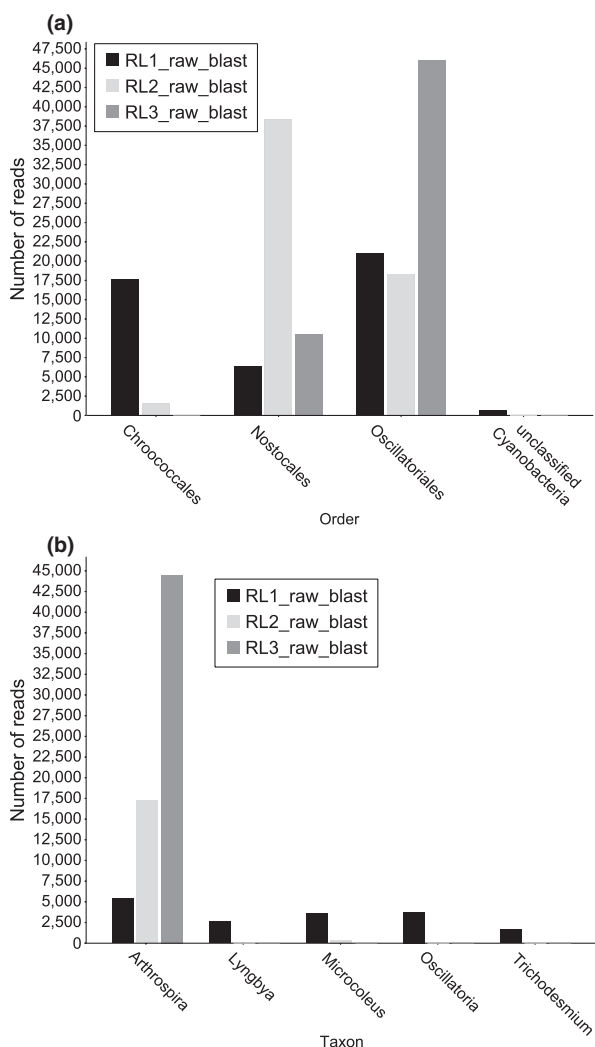 (a)
47,500
45,000
42,500
40,000
37,500
35,000
32,500
30,000
27,500
25,000
22,500
20,000
17,500
15,000
12,500
10,000
7,500
5,000
2,500
0
Number of reads
RL1_raw_blast
RL2_raw_blast
RL3_raw_blast
Chroococcales
Nostocales
Oscillatoriales
unclassified
Cyanobacteria
Order
(b)
45,000
42,500
40,000
37,500
35,000
32,500
30,000
27,500
25,000
22,500
20,000
17,500
15,000
12,500
10,000
7,500
5,000
2,500
0
Number of reads
RL1_raw_blast
RL2_raw_blast
RL3_raw_blast
Arthrospira
Lyngbya
Microcoleus
Oscillatoria
Trichodesmium
Taxon